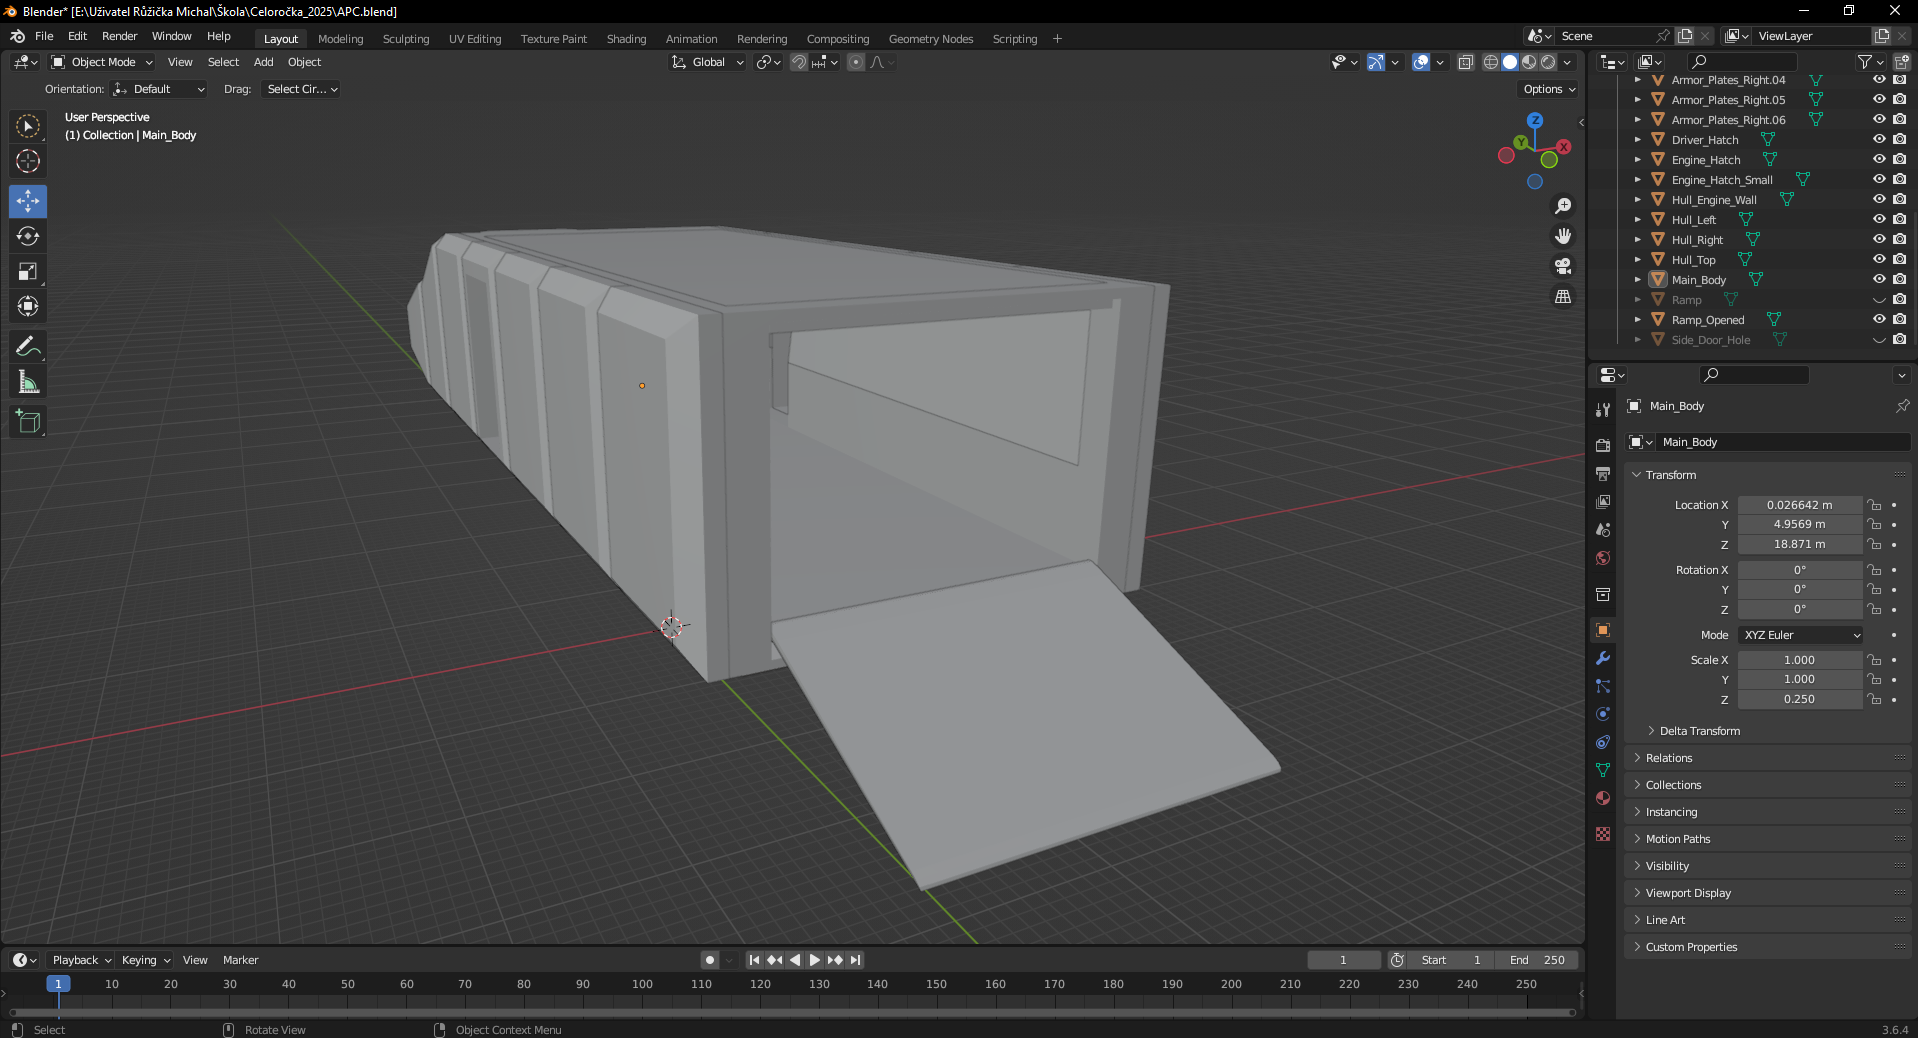 Blender* [E:\Uživatel Růžička Michal\Škola\Celoročka_2025\APC.blend]
File Edit Render Window Help Layout Modeling Sculpting UV Editing Texture Paint Shading Animation Rendering Compositing Geometry Nodes Scripting + Scene ViewLayer
Object Mode View Select Add Object Global
Orientation: Default Drag: Select Cir... Options
User Perspective
(1) Collection | Main_Body
Z
Y
X
Armor_Plates_Right.04
Armor_Plates_Right.05
Armor_Plates_Right.06
Driver_Hatch
Engine_Hatch
Engine_Hatch_Small
Hull_Engine_Wall
Hull_Left
Hull_Right
Hull_Top
Main_Body
Ramp
Ramp_Opened
Side_Door_Hole
Main_Body
Main_Body
Transform
Location X 0.026642 m
Y 4.9569 m
Z 18.871 m
Rotation X 0°
Y 0°
Z 0°
Mode XYZ Euler
Scale X 1.000
Y 1.000
Z 0.250
Delta Transform
Relations
Collections
Instancing
Motion Paths
Visibility
Viewport Display
Line Art
Custom Properties
Playback Keying View Marker 1 Start 1 End 250
1 10 20 30 40 50 60 70 80 90 100 110 120 130 140 150 160 170 180 190 200 210 220 230 240 250
Select Rotate View Object Context Menu 3.6.4